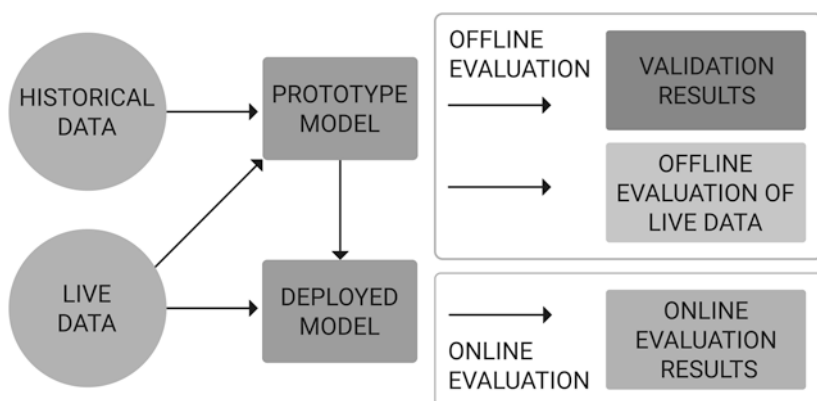 HISTORICAL
DATA
PROTOTYPE
MODEL
OFFLINE
EVALUATION
VALIDATION
RESULTS
OFFLINE
EVALUATION OF
LIVE DATA
LIVE
DATA
DEPLOYED
MODEL
ONLINE
EVALUATION
ONLINE
EVALUATION
RESULTS